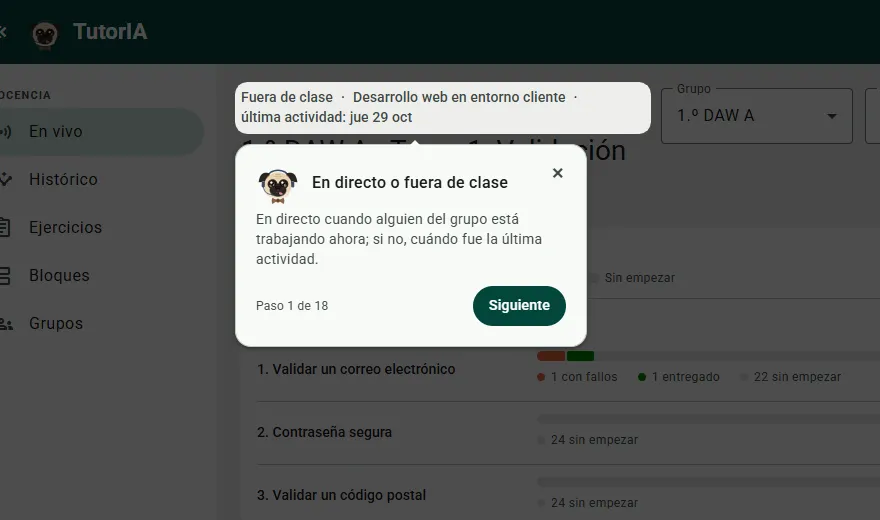 TutorIA
OCENCIA
En vivo
Histórico
Ejercicios
Bloques
Grupos
Fuera de clase · Desarrollo web en entorno cliente ·
última actividad: jue 29 oct
Grupo
1.º DAW A
En directo o fuera de clase
En directo cuando alguien del grupo está
trabajando ahora; si no, cuándo fue la última
actividad.
Paso 1 de 18
Siguiente
Sin empezar
1. Validar un correo electrónico
1 con fallos 1 entregado 22 sin empezar
2. Contraseña segura
24 sin empezar
3. Validar un código postal
24 sin empezar